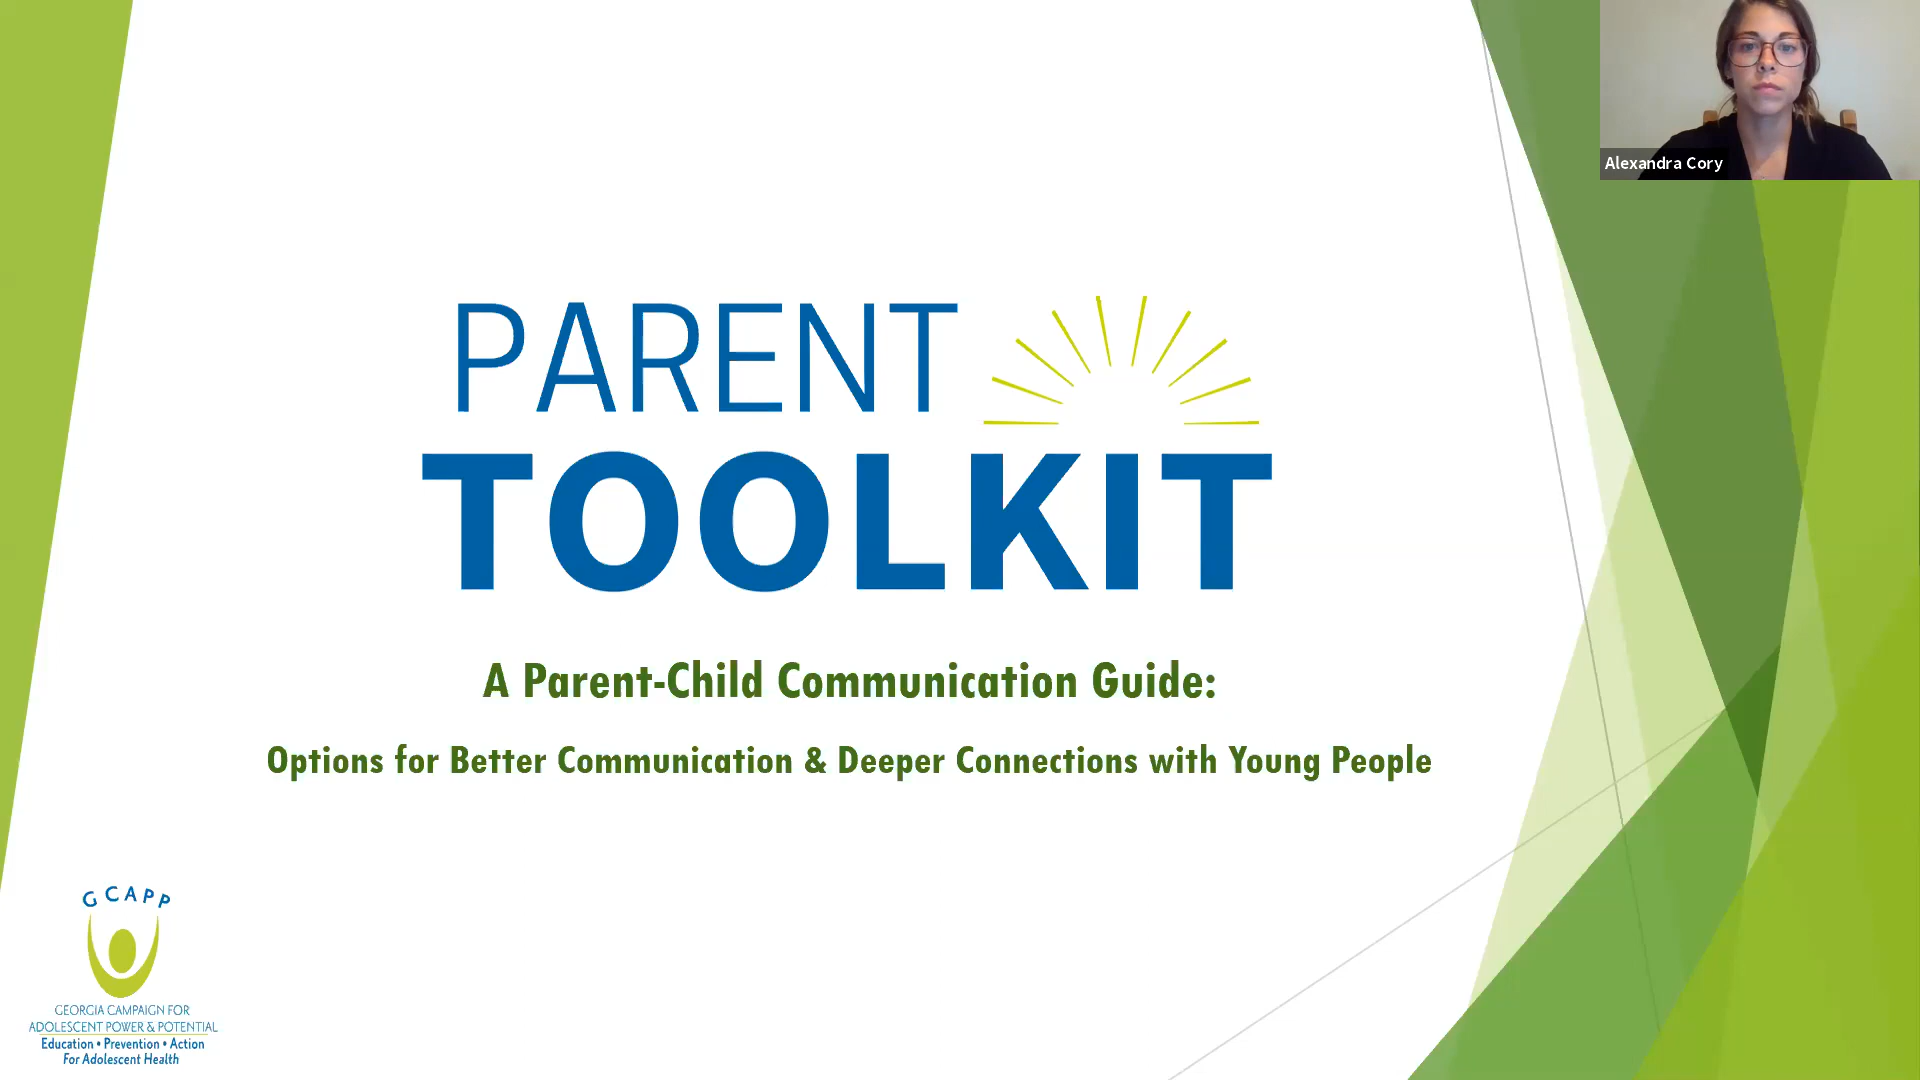 Alexandra Cory
PARENT
TOOLKIT
A Parent-Child Communication Guide:
Options for Better Communication & Deeper Connections with Young People
GCAPP
GEORGIA CAMPAIGN FOR
ADOLESCENT POWER & POTENTIAL
Education • Prevention • Action
For Adolescent Health